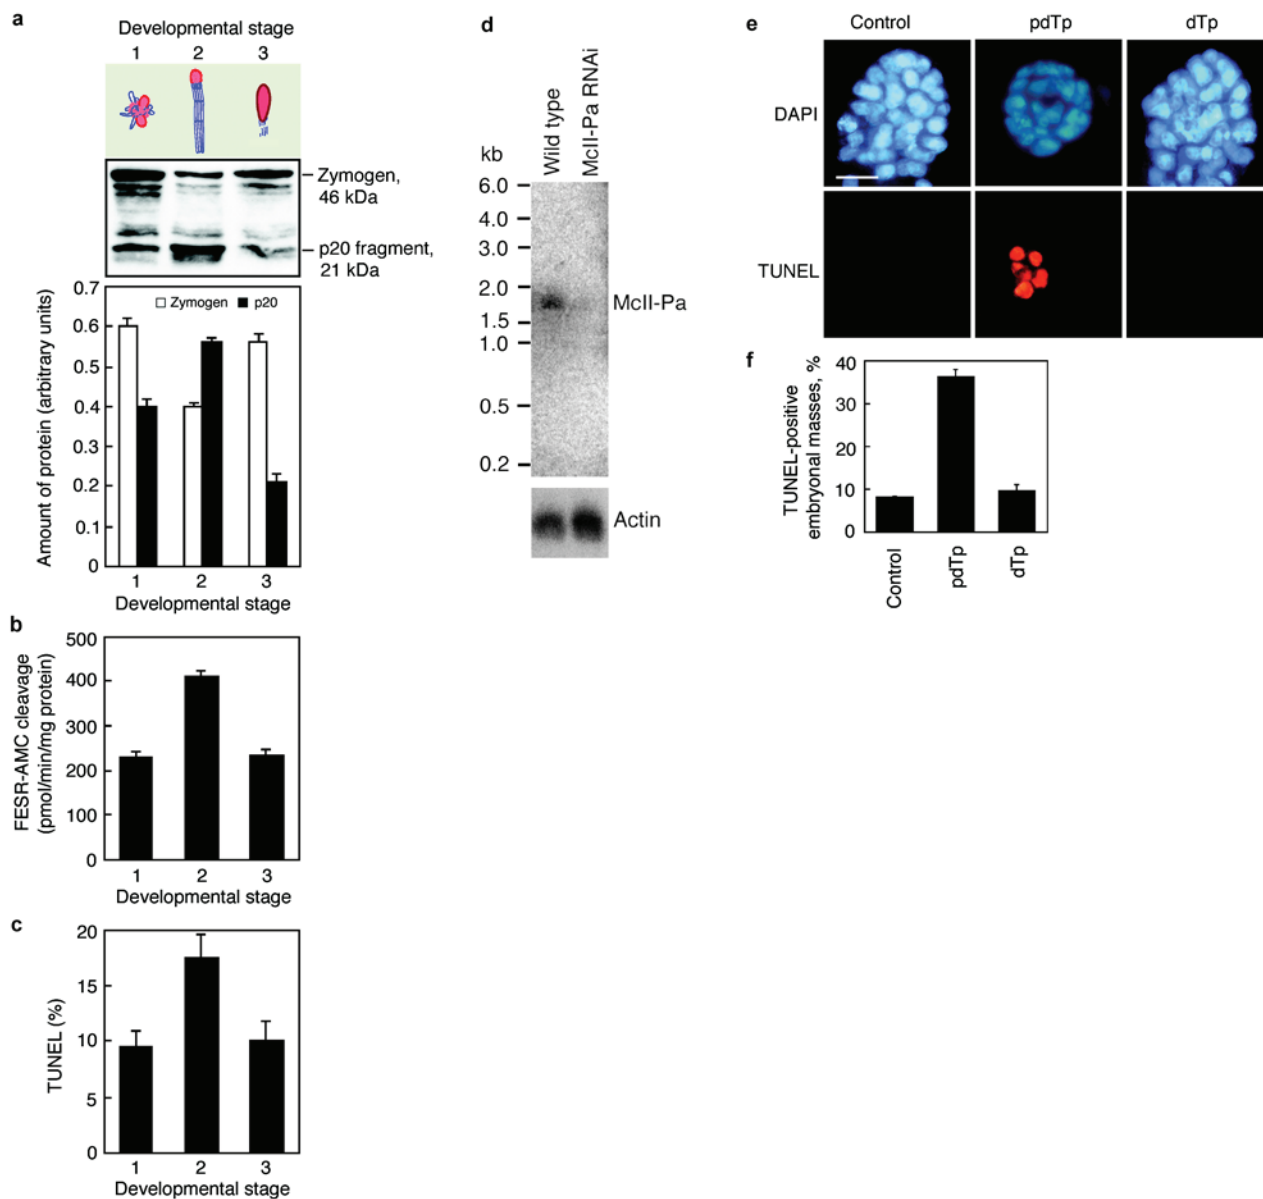 a
Developmental stage
1 2 3
Zymogen,
46 kDa
p20 fragment,
21 kDa
Amount of protein (arbitrary units)
0.7
0.6
0.5
0.4
0.3
0.2
0.1
0
Zymogen p20
1 2 3
Developmental stage
b
FESR-AMC cleavage
(pmol/min/mg protein)
500
400
300
200
100
0
1 2 3
Developmental stage
c
TUNEL (%)
20
15
10
5
0
1 2 3
Developmental stage
d
Wild type
McII-Pa RNAi
kb
6.0
4.0
3.0
2.0
1.5
1.0
0.5
0.2
McII-Pa
Actin
e
Control pdTp dTp
DAPI
TUNEL
f
TUNEL-positive
embryonal masses, %
40
30
20
10
0
Control
pdTp
dTp